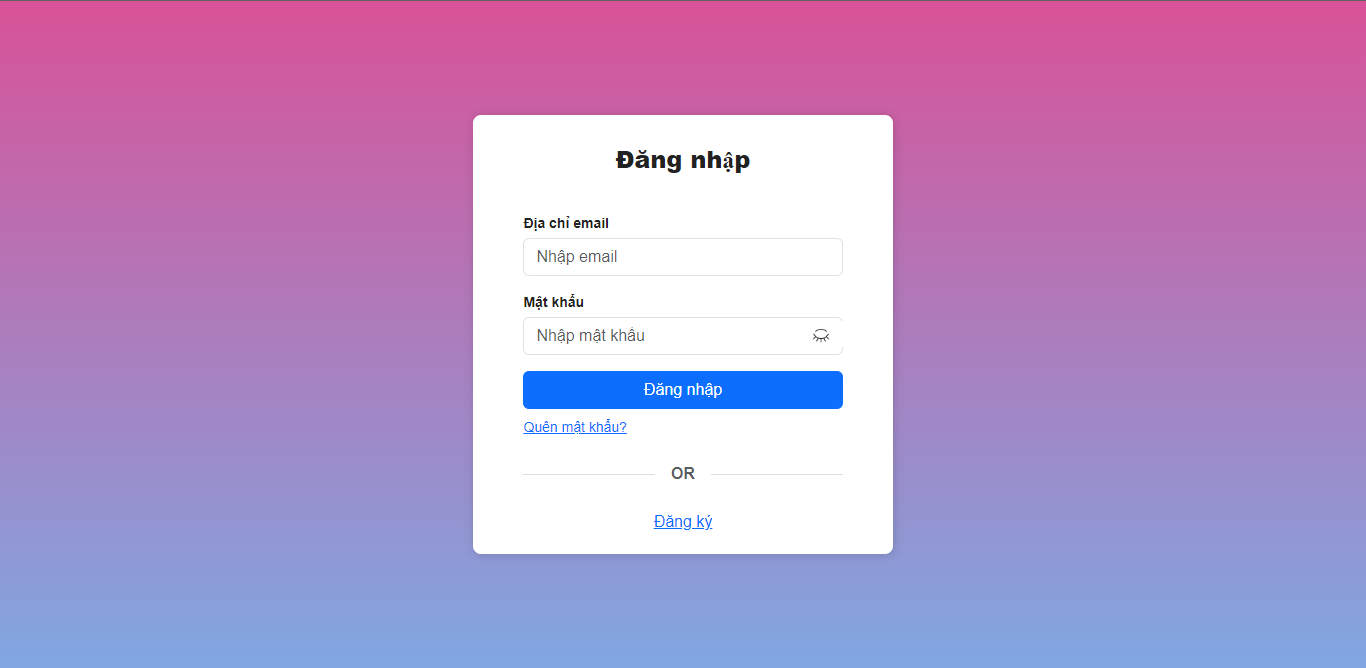 Đăng nhập
Địa chỉ email
Nhập email
Mật khẩu
Nhập mật khẩu
Đăng nhập
Quên mật khẩu?
OR
Đăng ký